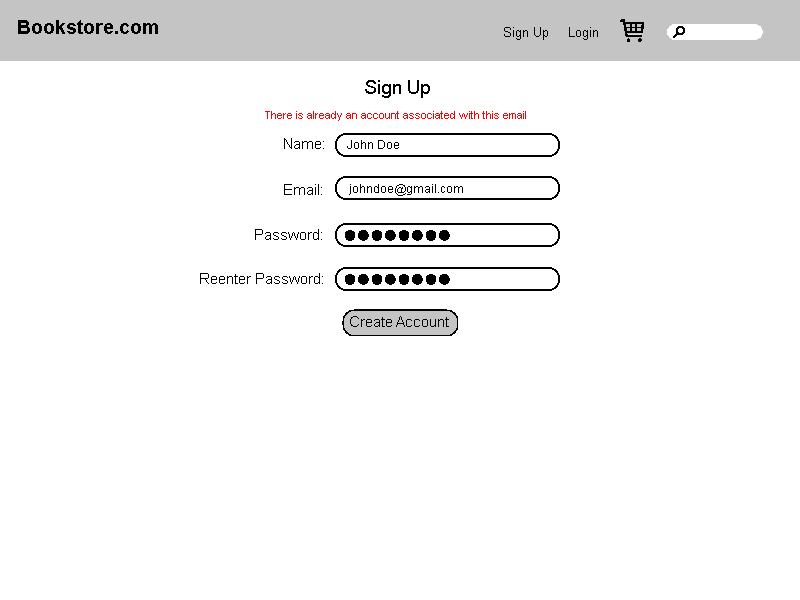 Bookstore.com
Sign Up Login
Sign Up
There is already an account associated with this email
Name: John Doe
Email: johndoe@gmail.com
Password:
Reenter Password:
Create Account